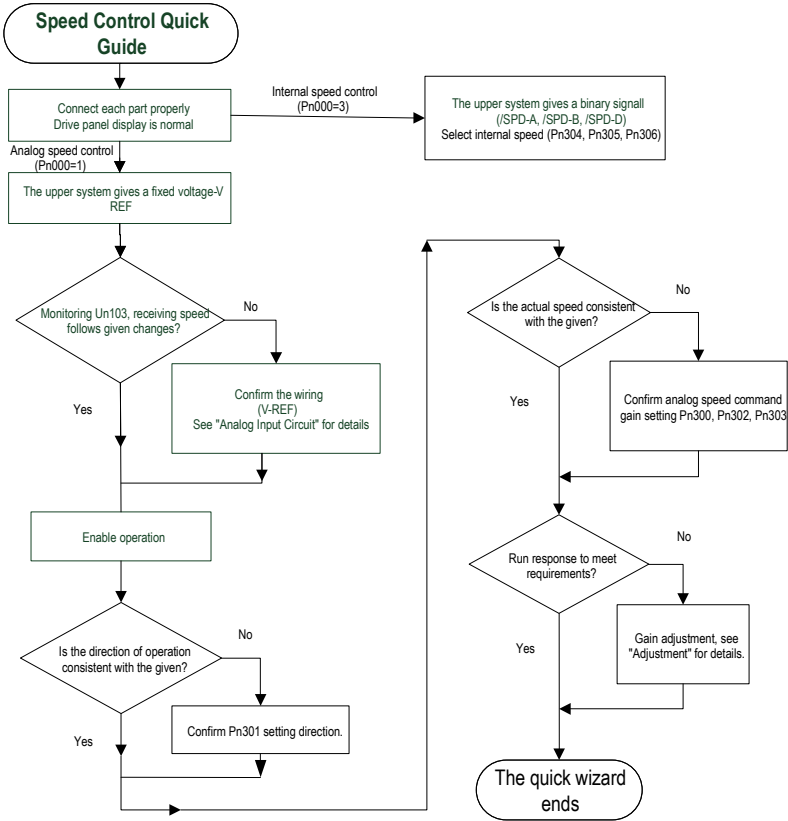 Speed Control Quick
Guide
Connect each part properly
Drive panel display is normal
Internal speed control
(Pn000=3)
The upper system gives a binary signall
(/SPD-A, /SPD-B, /SPD-D)
Select internal speed (Pn304, Pn305, Pn306)
Analog speed control
(Pn000=1)
The upper system gives a fixed voltage-V
REF
Monitoring Un103, receiving speed
follows given changes?
No
Yes
Confirm the wiring
(V-REF)
See "Analog Input Circuit" for details
Enable operation
Is the direction of operation
consistent with the given?
No
Yes
Confirm Pn301 setting direction.
Is the actual speed consistent
with the given?
No
Yes
Confirm analog speed command
gain setting Pn300, Pn302, Pn303
Run response to meet
requirements?
No
Yes
Gain adjustment, see
"Adjustment" for details.
The quick wizard
ends